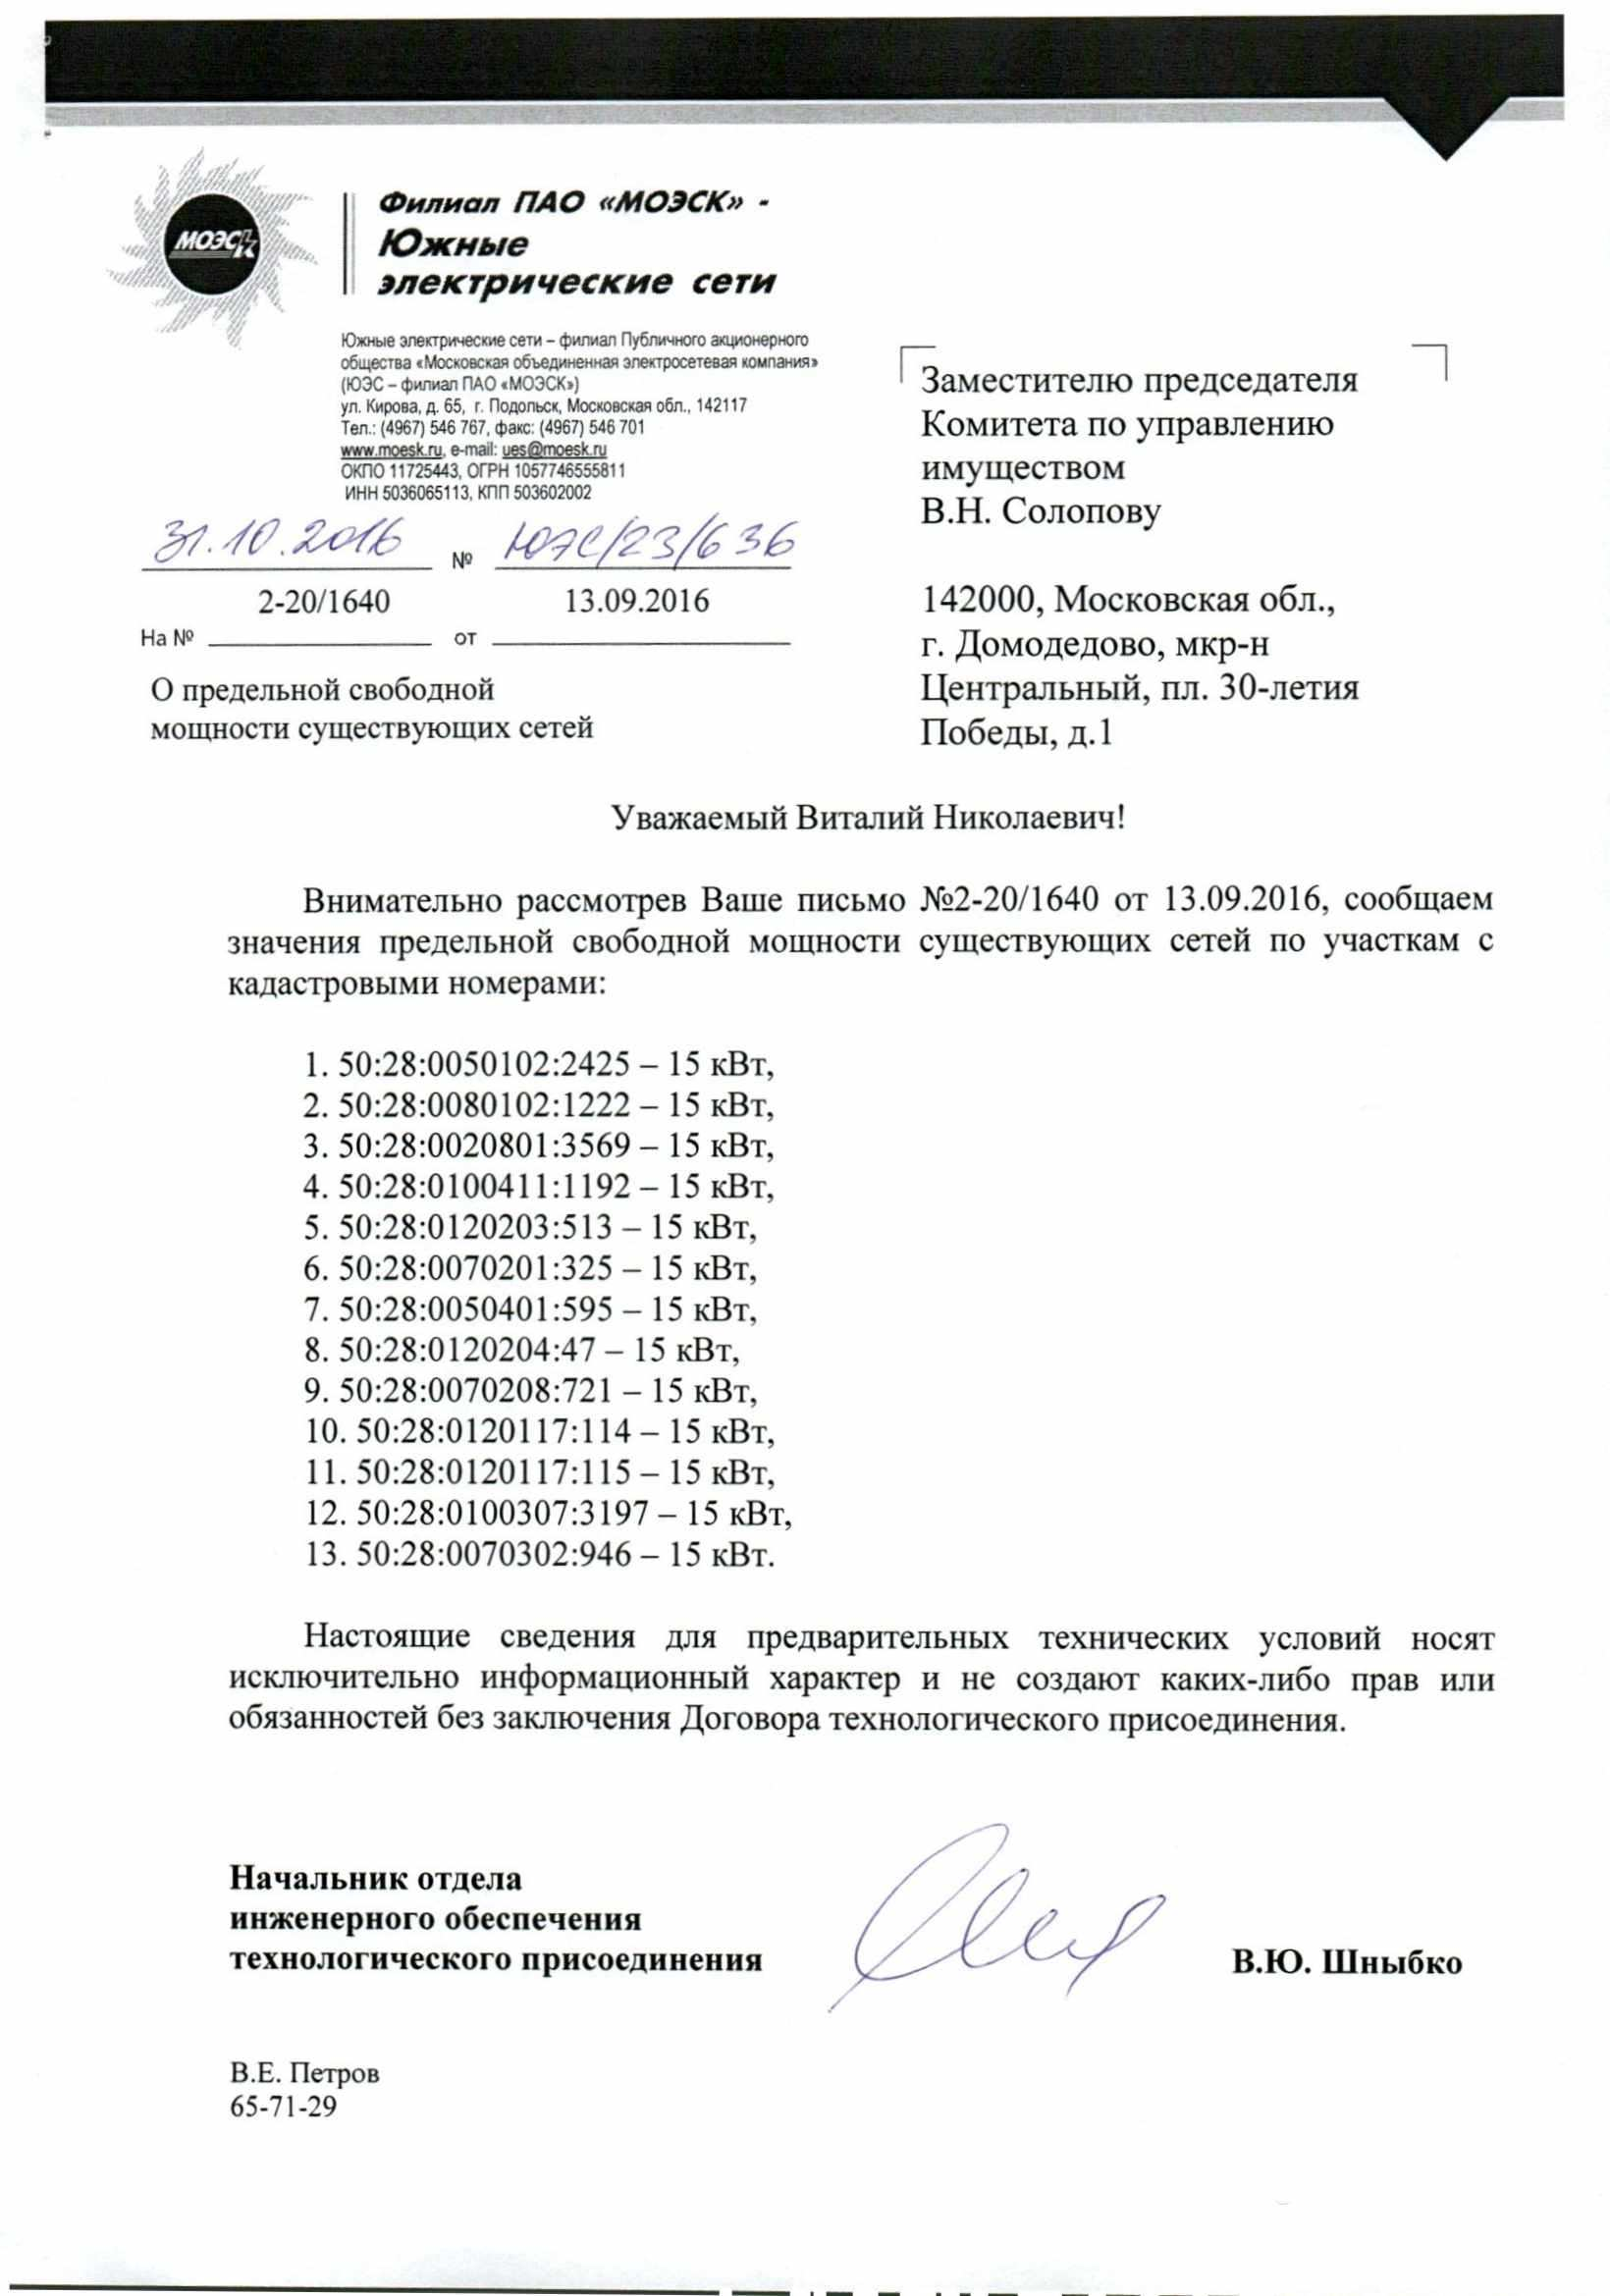 МОЭСК
Филиал ПАО «МОЭСК» -
Южные
электрические сети
Южные электрические сети – филиал Публичного акционерного
общества «Московская объединенная электросетевая компания»
(ЮЭС – филиал ПАО «МОЭСК»)
ул. Кирова, д. 65, г. Подольск, Московская обл., 142117
Тел.: (4967) 546 767, факс: (4967) 546 701
www.moesk.ru, e-mail: ues@moesk.ru
ОКПО 11725443, ОГРН 1057746555811
ИНН 5036065113, КПП 503602002
31.10.2016 № ЮЭС/23/636
2-20/1640 13.09.2016
На № от
О предельной свободной
мощности существующих сетей
Заместителю председателя
Комитета по управлению
имуществом
В.Н. Солопову
142000, Московская обл.,
г. Домодедово, мкр-н
Центральный, пл. 30-летия
Победы, д.1
Уважаемый Виталий Николаевич!
Внимательно рассмотрев Ваше письмо №2-20/1640 от 13.09.2016, сообщаем
значения предельной свободной мощности существующих сетей по участкам с
кадастровыми номерами:
1. 50:28:0050102:2425 – 15 кВт,
2. 50:28:0080102:1222 – 15 кВт,
3. 50:28:0020801:3569 – 15 кВт,
4. 50:28:0100411:1192 – 15 кВт,
5. 50:28:0120203:513 – 15 кВт,
6. 50:28:0070201:325 – 15 кВт,
7. 50:28:0050401:595 – 15 кВт,
8. 50:28:0120204:47 – 15 кВт,
9. 50:28:0070208:721 – 15 кВт,
10. 50:28:0120117:114 – 15 кВт,
11. 50:28:0120117:115 – 15 кВт,
12. 50:28:0100307:3197 – 15 кВт,
13. 50:28:0070302:946 – 15 кВт.
Настоящие сведения для предварительных технических условий носят
исключительно информационный характер и не создают каких-либо прав или
обязанностей без заключения Договора технологического присоединения.
Начальник отдела
инженерного обеспечения
технологического присоединения
В.Ю. Шныбко
В.Е. Петров
65-71-29